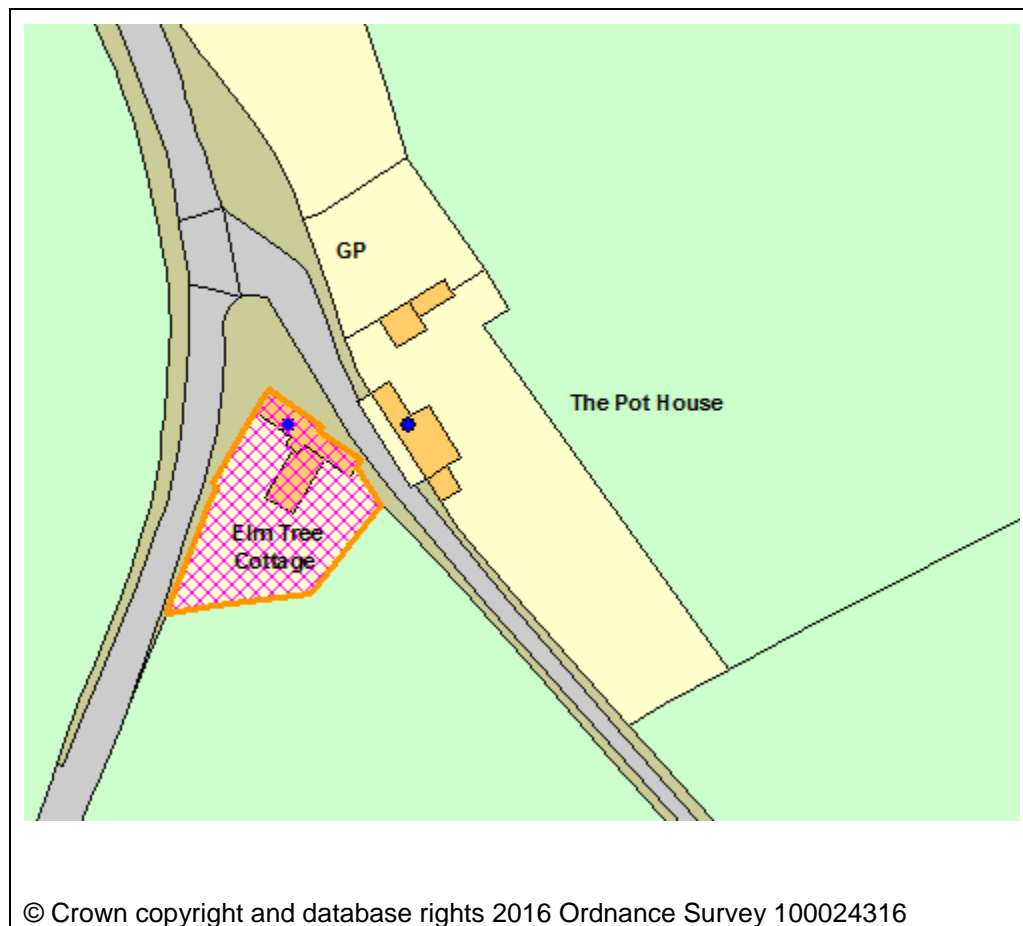 GP
The Pot House
Elm Tree
Cottage
© Crown copyright and database rights 2016 Ordnance Survey 100024316